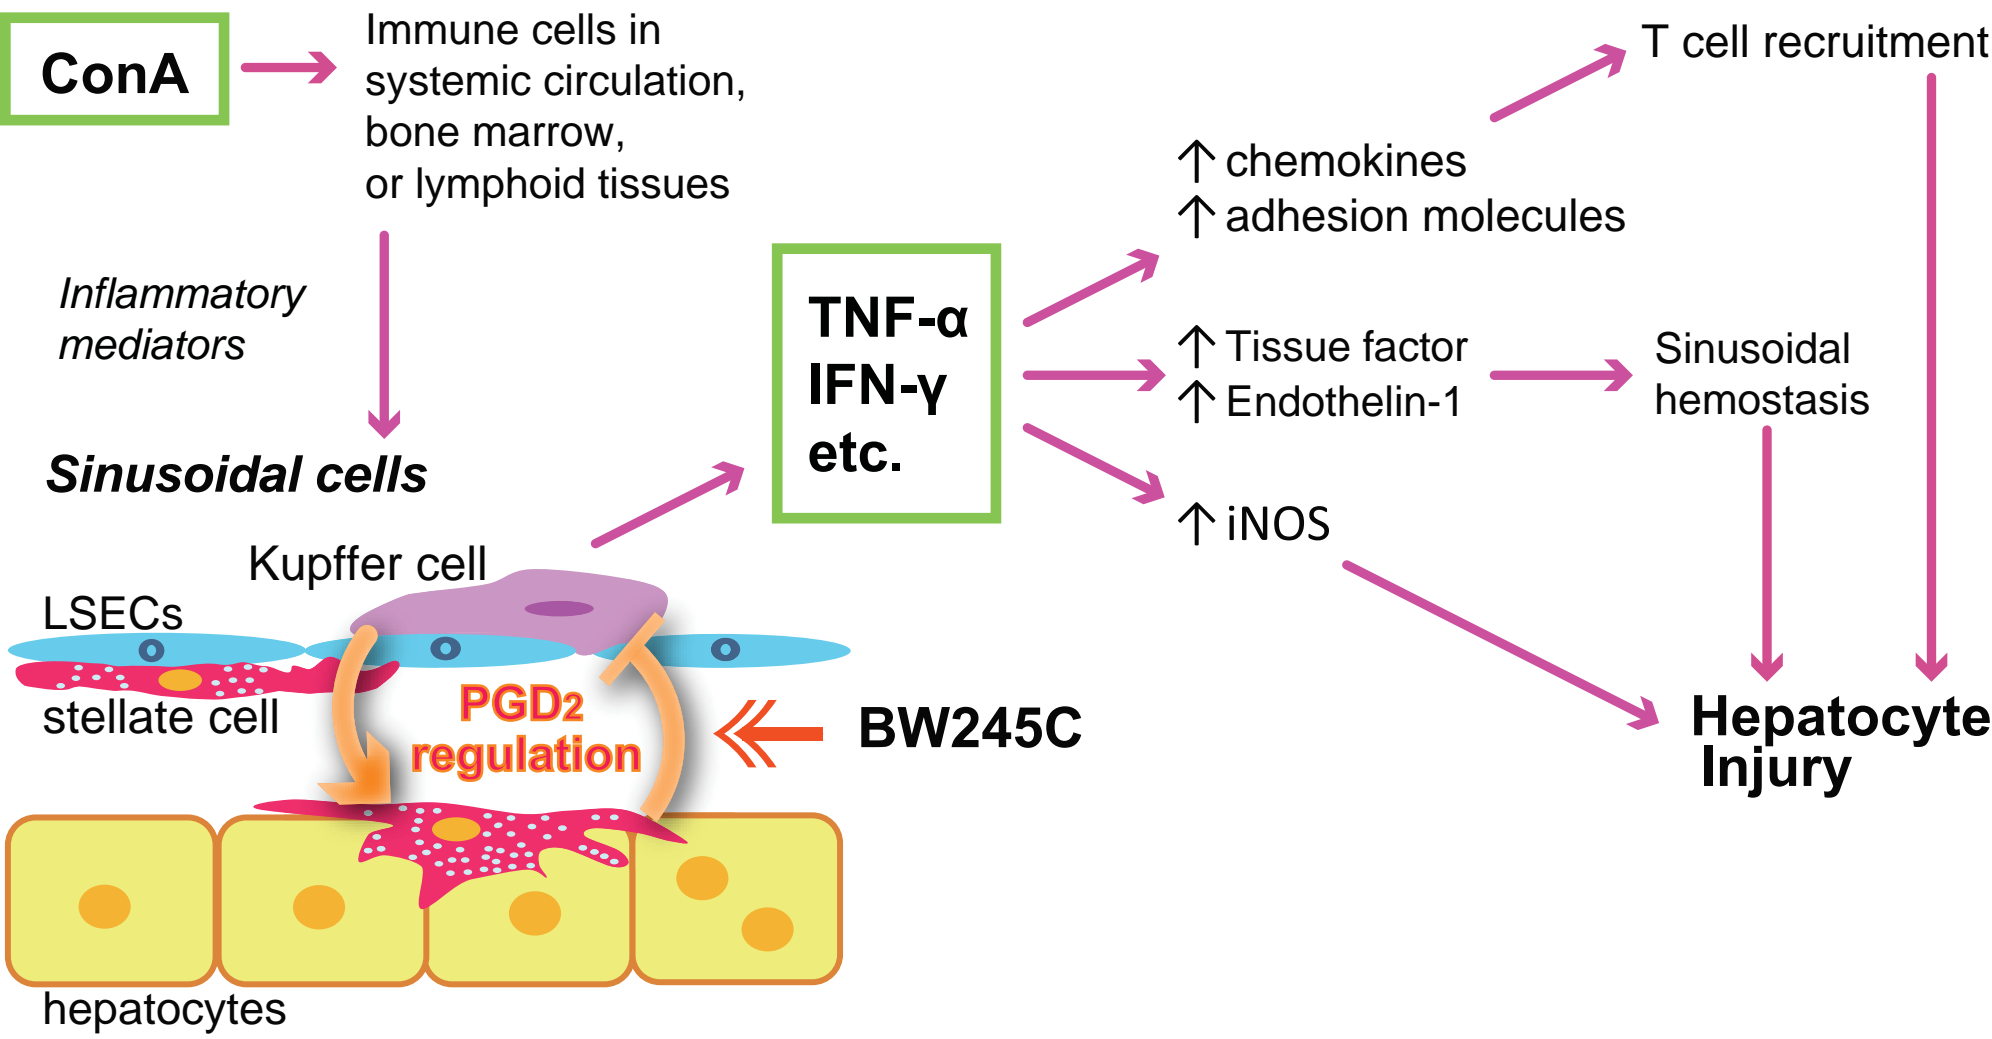 ConA
Immune cells in
systemic circulation,
bone marrow,
or lymphoid tissues
Inflammatory
mediators
Sinusoidal cells
Kupffer cell
LSECs
stellate cell
PGD2
regulation
BW245C
hepatocytes
TNF-α
IFN-γ
etc.
↑ chemokines
↑ adhesion molecules
↑ Tissue factor
↑ Endothelin-1
↑ iNOS
T cell recruitment
Sinusoidal
hemostasis
Hepatocyte
Injury